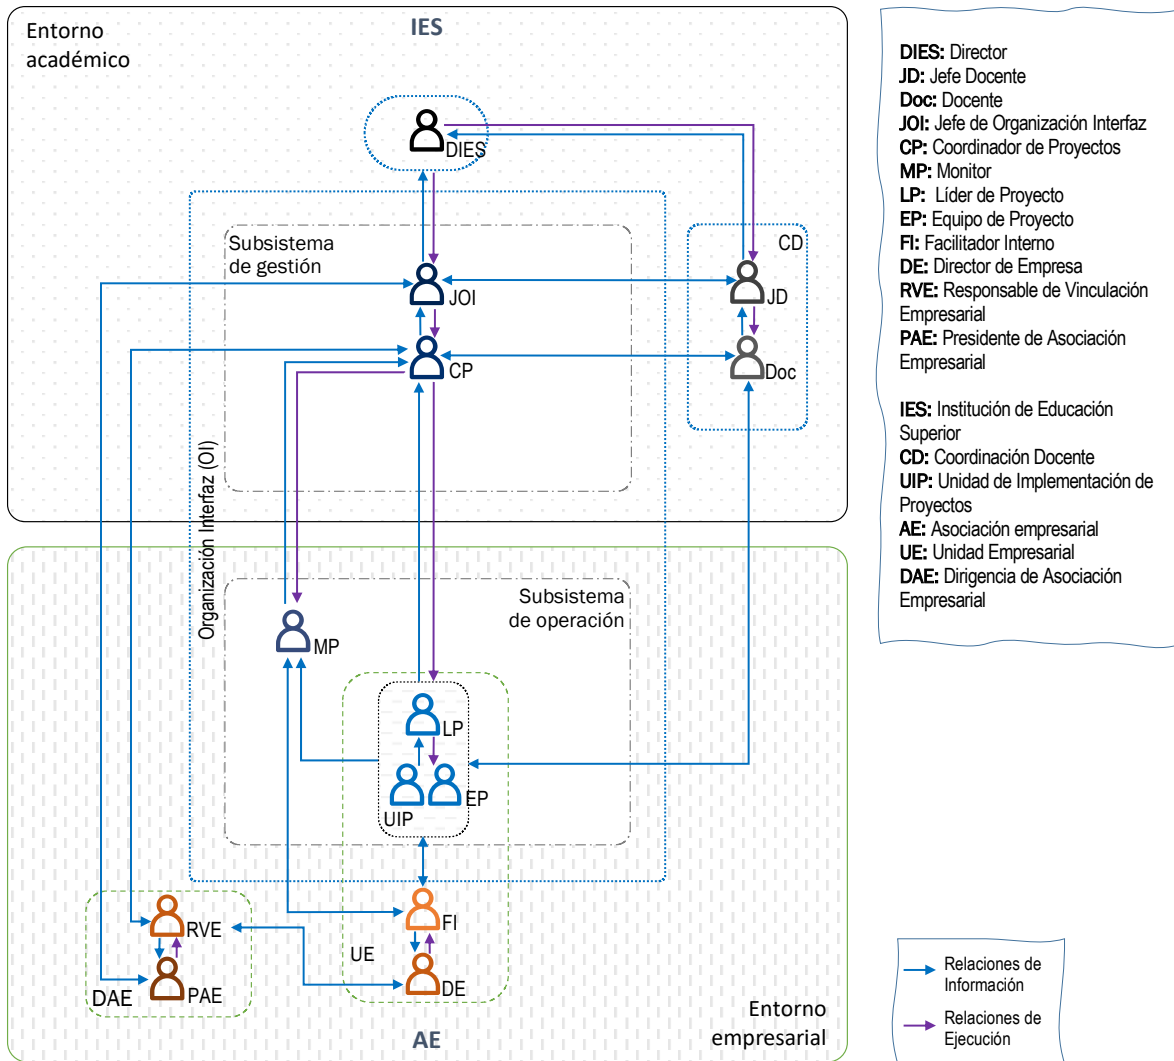 Entorno
académico
IES
DIES
Subsistema
de gestión
CD
JOI
JD
CP
Doc
Organización Interfaz (OI)
Subsistema
de operación
MP
LP
EP
UIP
FI
RVE
UE
DE
PAE
DAE
Entorno
empresarial
AE
DIES: Director
JD: Jefe Docente
Doc: Docente
JOI: Jefe de Organización Interfaz
CP: Coordinador de Proyectos
MP: Monitor
LP: Líder de Proyecto
EP: Equipo de Proyecto
FI: Facilitador Interno
DE: Director de Empresa
RVE: Responsable de Vinculación
Empresarial
PAE: Presidente de Asociación
Empresarial
IES: Institución de Educación
Superior
CD: Coordinación Docente
UIP: Unidad de Implementación de
Proyectos
AE: Asociación empresarial
UE: Unidad Empresarial
DAE: Dirigencia de Asociación
Empresarial
Relaciones de
Información
Relaciones de
Ejecución